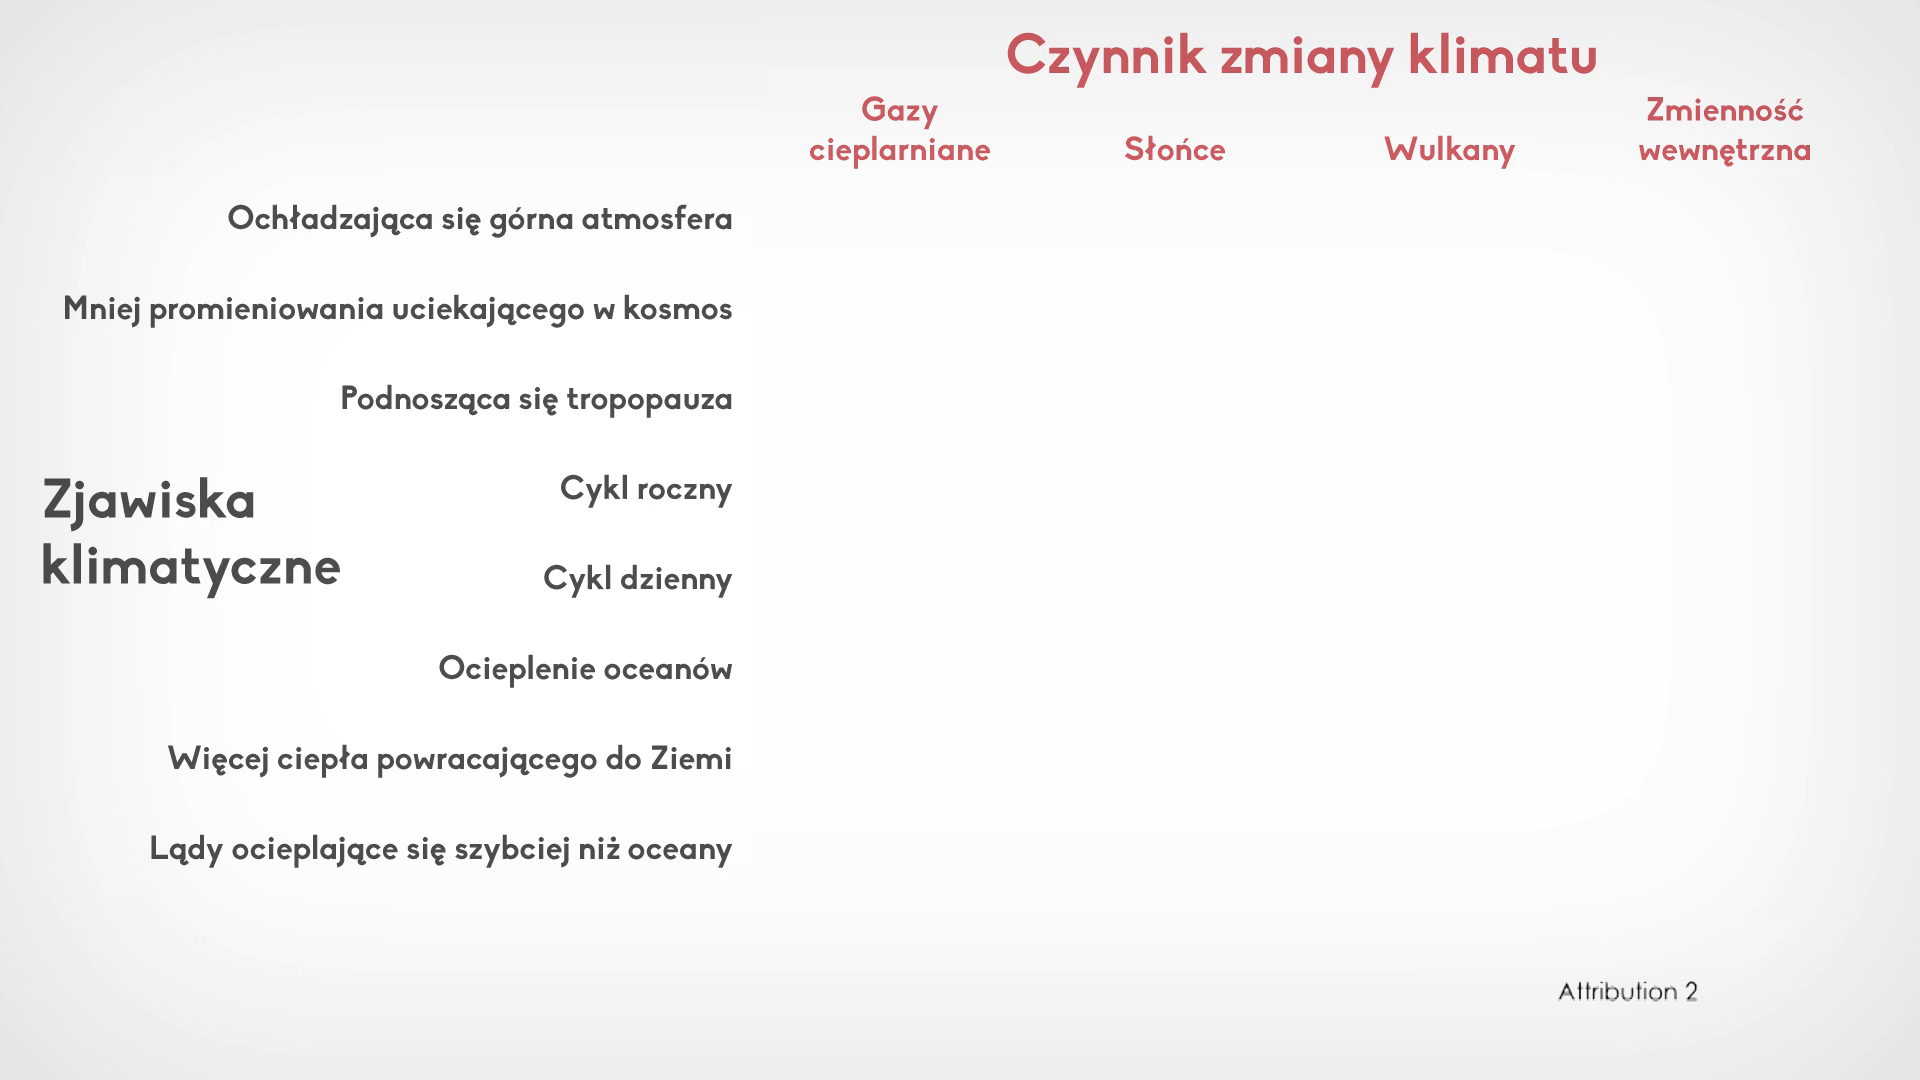 Czynnik zmiany klimatu
Gazy
cieplarniane
Słońce
Wulkany
Zmienność
wewnętrzna
Ochładzająca się górna atmosfera
Mniej promieniowania uciekającego w kosmos
Podnosząca się tropopauza
Zjawiska
klimatyczne
Cykl roczny
Cykl dzienny
Ocieplenie oceanów
Więcej ciepła powracającego do Ziemi
Lądy ocieplające się szybciej niż oceany
Attribution 2